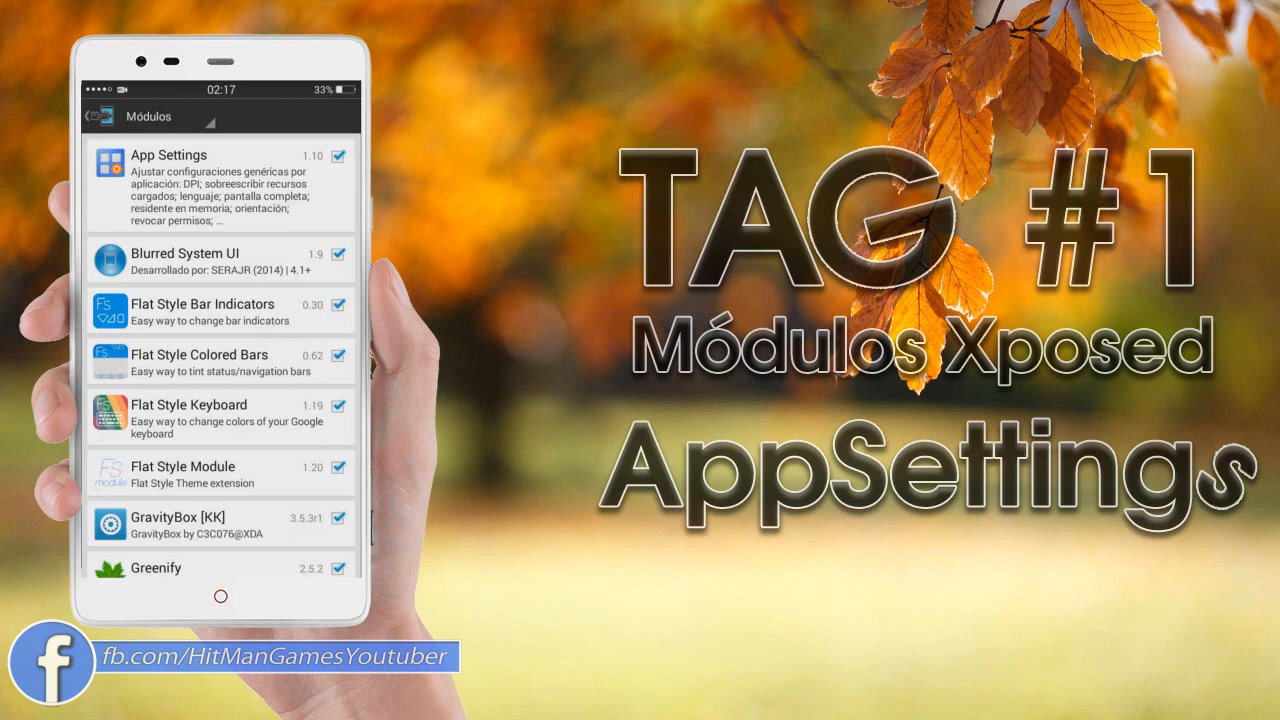 02:17
33%
Módulos
App Settings 1.10
Ajustar configuraciones genéricas por
aplicación: DPI; sobreescribir recursos
cargados; lenguaje; pantalla completa;
residente en memoria; orientación;
revocar permisos; ...
Blurred System UI 1.9
Desarrollado por: SERAJR (2014) | 4.1+
Flat Style Bar Indicators 0.30
Easy way to change bar indicators
Flat Style Colored Bars 0.62
Easy way to tint status/navigation bars
Flat Style Keyboard 1.19
Easy way to change colors of your Google
keyboard
Flat Style Module 1.20
Flat Style Theme extension
GravityBox [KK] 3.5.3r1
GravityBox by C3C076@XDA
Greenify 2.5.2
FS
FS
FS
FS
module
TAG #1
Módulos Xposed
AppSettings
f
fb.com/HitManGamesYoutuber